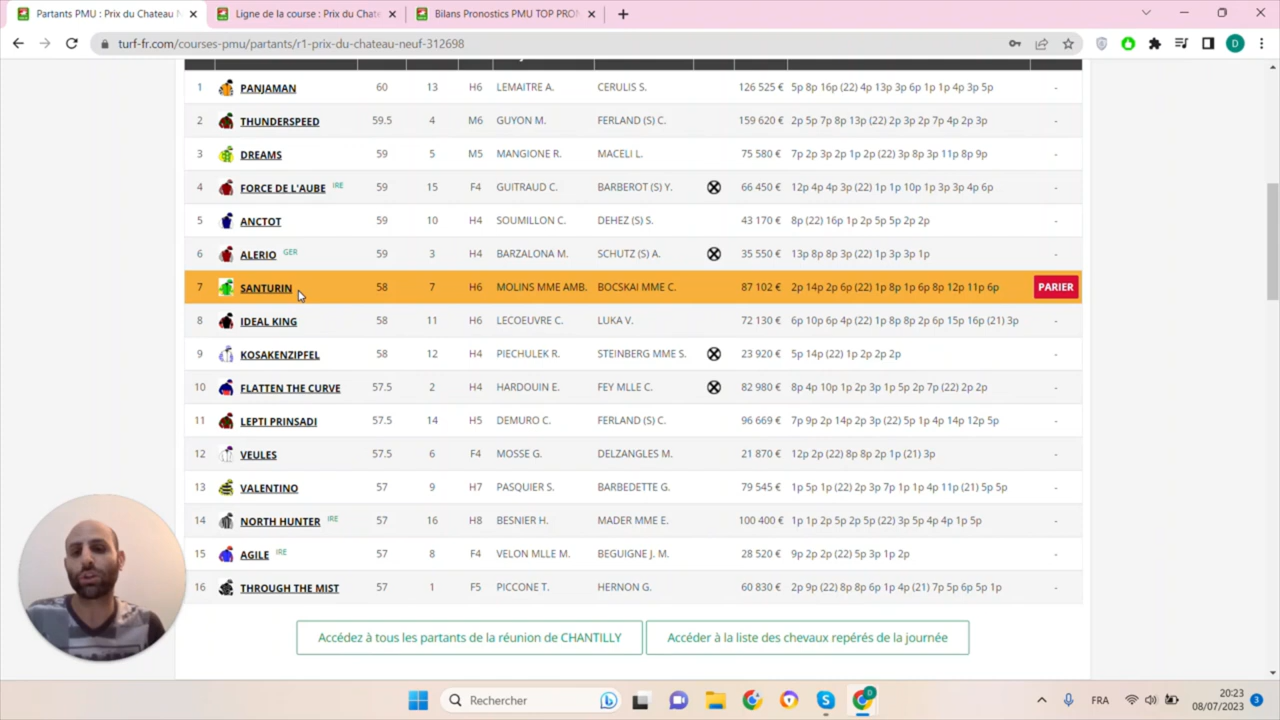 Partants PMU : Prix du Chateau N
Ligne de la course : Prix du Chate
Bilans Pronostics PMU TOP PRON
turf-fr.com/courses-pmu/partants/r1-prix-du-chateau-neuf-312698
D
1 PANJAMAN 60 13 H6 LEMAITRE A. CERULIS S. 126 525 € 5p 8p 16p (22) 4p 13p 3p 6p 1p 1p 4p 3p 5p -
2 THUNDERSPEED 59.5 4 M6 GUYON M. FERLAND (S) C. 159 620 € 2p 5p 7p 8p 13p (22) 2p 3p 2p 7p 4p 2p 3p -
3 DREAMS 59 5 M5 MANGIONE R. MACELI L. 75 580 € 7p 2p 3p 2p 1p 2p (22) 3p 8p 3p 11p 8p 9p -
4 FORCE DE L'AUBE IRE 59 15 F4 GUITRAUD C. BARBEROT (S) Y. 66 450 € 12p 4p 4p 3p (22) 1p 1p 10p 1p 3p 3p 4p 6p -
5 ANCTOT 59 10 H4 SOUMILLON C. DEHEZ (S) S. 43 170 € 8p (22) 16p 1p 2p 5p 5p 2p 2p -
6 ALERIO GER 59 3 H4 BARZALONA M. SCHUTZ (S) A. 35 550 € 13p 8p 8p 3p (22) 1p 3p 3p 1p -
7 SANTURIN 58 7 H6 MOLINS MME AMB. BOCSKAI MME C. 87 102 € 2p 14p 2p 6p (22) 1p 8p 1p 6p 8p 12p 11p 6p PARIER
8 IDEAL KING 58 11 H6 LECOEUVRE C. LUKA V. 72 130 € 6p 10p 6p 4p (22) 1p 8p 8p 2p 6p 15p 16p (21) 3p -
9 KOSAKENZIPFEL 58 12 H4 PIECHULEK R. STEINBERG MME S. 23 920 € 5p 14p (22) 1p 2p 2p 2p -
10 FLATTEN THE CURVE 57.5 2 H4 HARDOUIN E. FEY MLLE C. 82 980 € 8p 4p 10p 1p 2p 3p 1p 5p 2p 7p (22) 2p 2p -
11 LEPTI PRINSADI 57.5 14 H5 DEMURO C. FERLAND (S) C. 96 669 € 7p 9p 2p 14p 2p 3p (22) 5p 1p 4p 14p 12p 5p -
12 VEULES 57.5 6 F4 MOSSE G. DELZANGLES M. 21 870 € 12p 2p (22) 8p 8p 2p 1p (21) 3p -
13 VALENTINO 57 9 H7 PASQUIER S. BARBEDETTE G. 79 545 € 1p 5p 1p (22) 2p 3p 7p 1p 1p 4p 11p (21) 5p 5p -
14 NORTH HUNTER IRE 57 16 H8 BESNIER H. MADER MME E. 100 400 € 1p 1p 2p 5p 2p 5p (22) 3p 5p 4p 4p 1p 5p -
15 AGILE IRE 57 8 F4 VELON MLLE M. BEGUIGNE J. M. 28 520 € 9p 2p 2p (22) 5p 3p 1p 2p -
16 THROUGH THE MIST 57 1 F5 PICCONE T. HERNON G. 60 830 € 2p 9p (22) 8p 8p 6p 1p 4p (21) 7p 5p 6p 5p 1p -
Accédez à tous les partants de la réunion de CHANTILLY
Accéder à la liste des chevaux repérés de la journée
Rechercher
FRA
20:23
08/07/2023
3